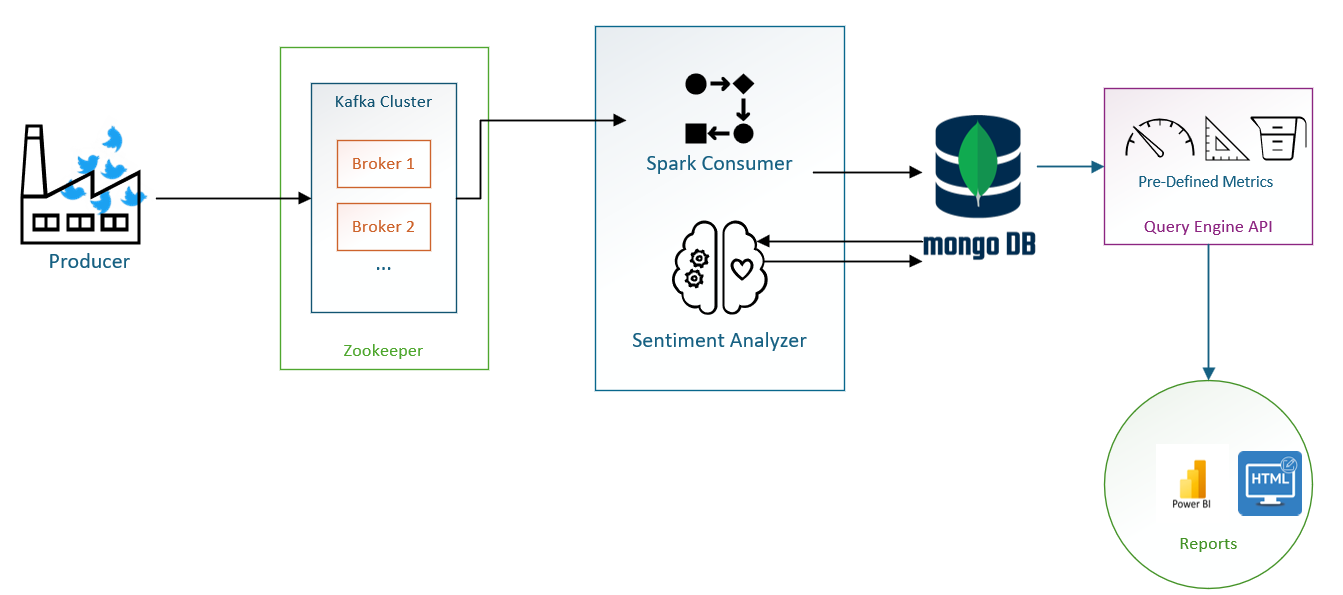 Producer
Kafka Cluster
Broker 1
Broker 2
...
Zookeeper
Spark Consumer
Sentiment Analyzer
mongo DB
Pre-Defined Metrics
Query Engine API
Power BI
HTML
Reports